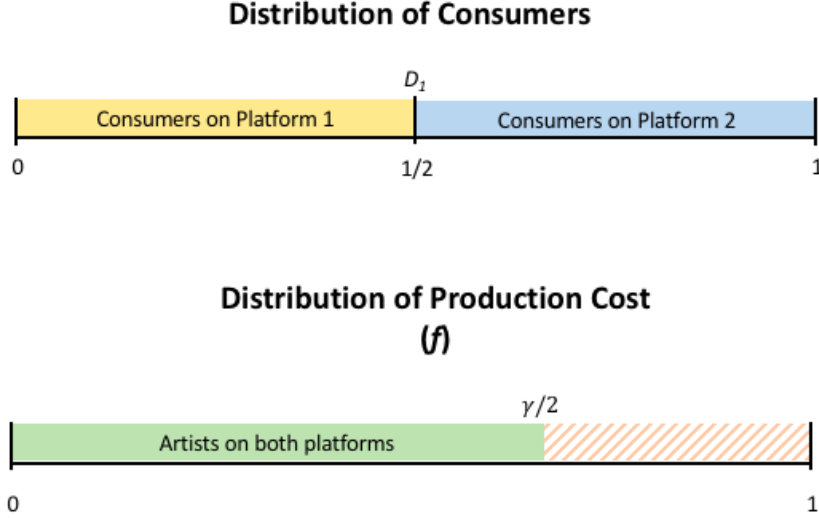 Distribution of Consumers
D₁
Consumers on Platform 1
Consumers on Platform 2
0
1/2
1
Distribution of Production Cost
(f)
γ/2
Artists on both platforms
0
1